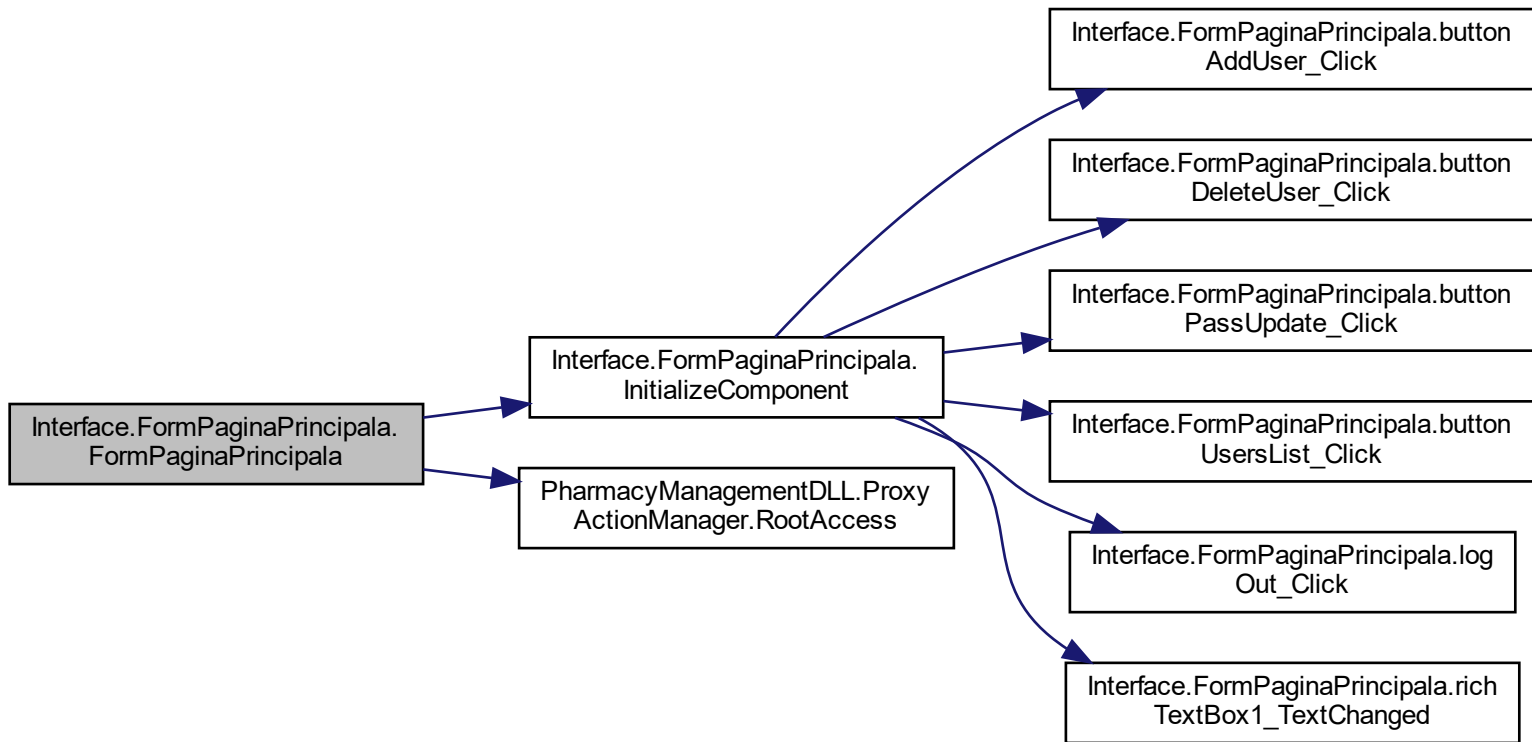 Interface.FormPaginaPrincipala.
FormPaginaPrincipala
Interface.FormPaginaPrincipala.
InitializeComponent
PharmacyManagementDLL.Proxy
ActionManager.RootAccess
Interface.FormPaginaPrincipala.button
AddUser_Click
Interface.FormPaginaPrincipala.button
DeleteUser_Click
Interface.FormPaginaPrincipala.button
PassUpdate_Click
Interface.FormPaginaPrincipala.button
UsersList_Click
Interface.FormPaginaPrincipala.log
Out_Click
Interface.FormPaginaPrincipala.rich
TextBox1_TextChanged